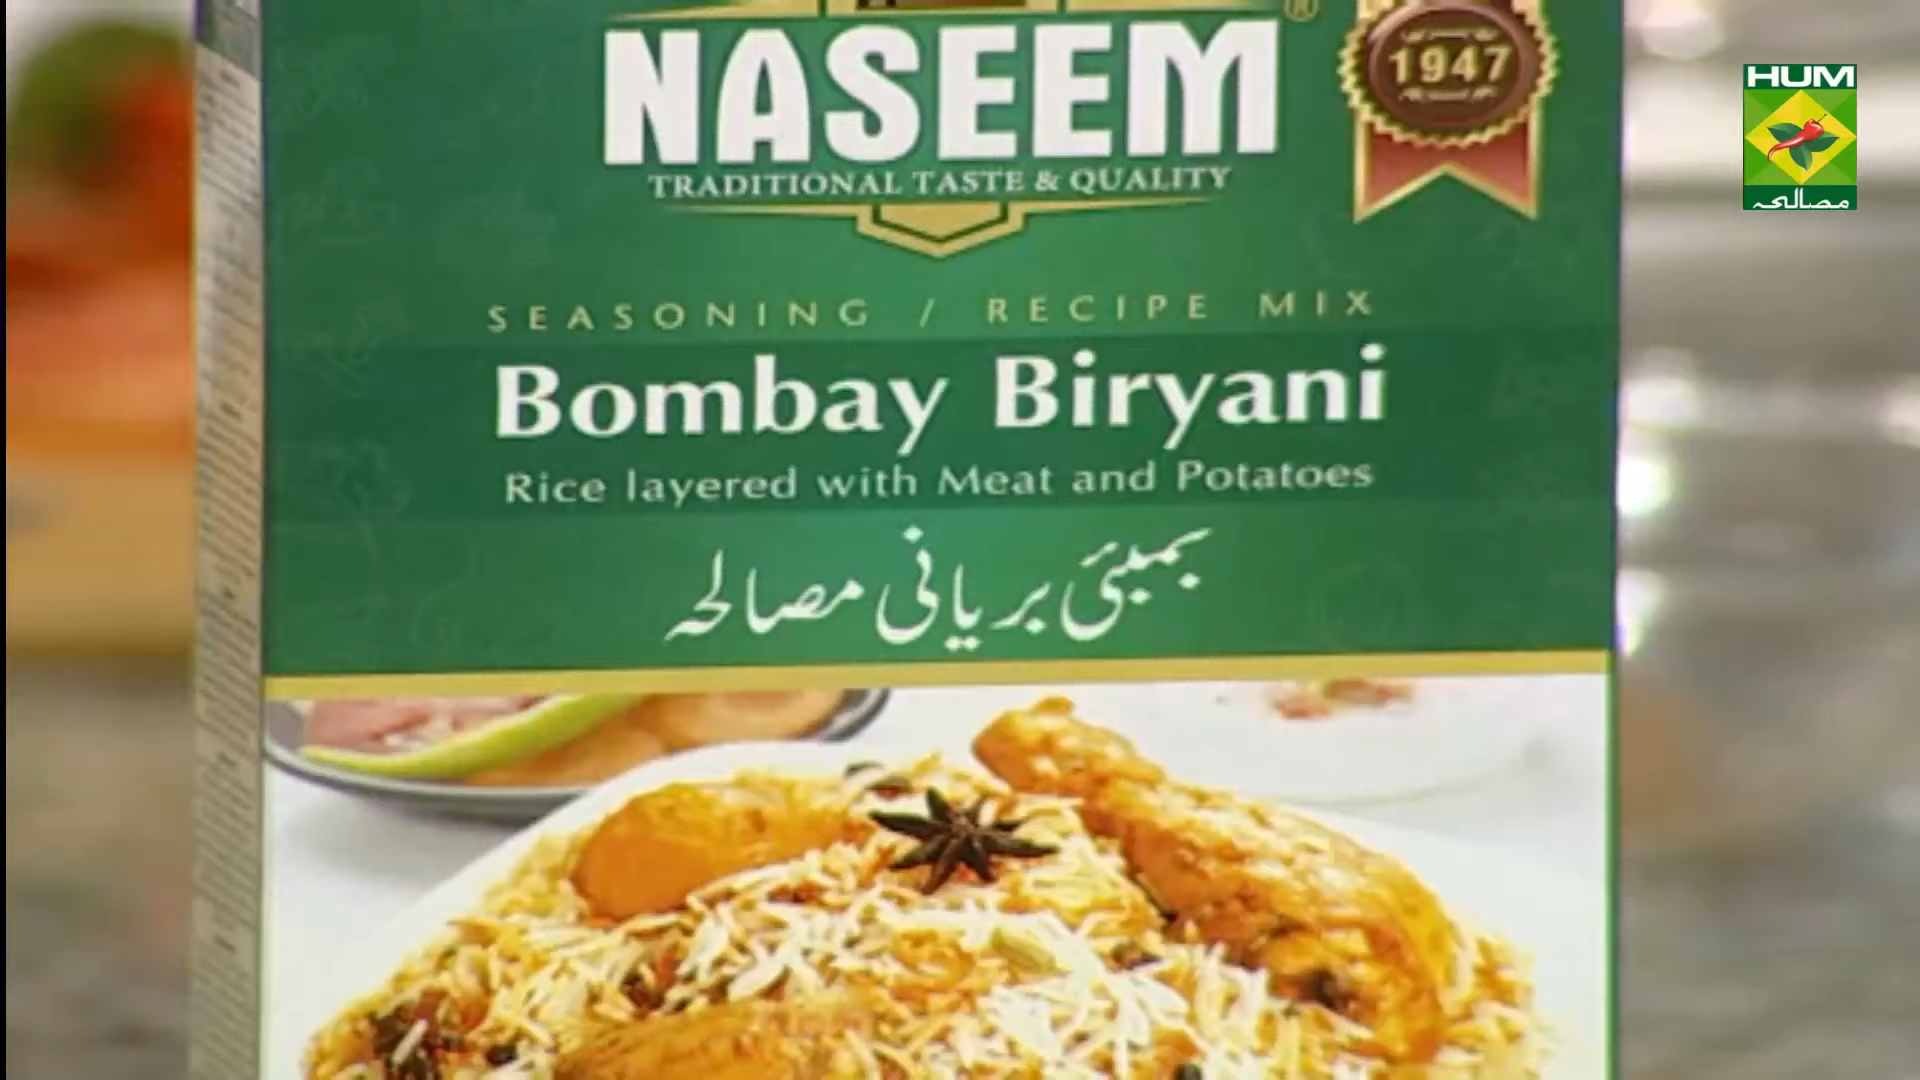 NASEEM®
TRADITIONAL TASTE & QUALITY
1947
HUM
مصالحہ
SEASONING / RECIPE MIX
Bombay Biryani
Rice layered with Meat and Potatoes
بمبئی بریانی مصالحہ